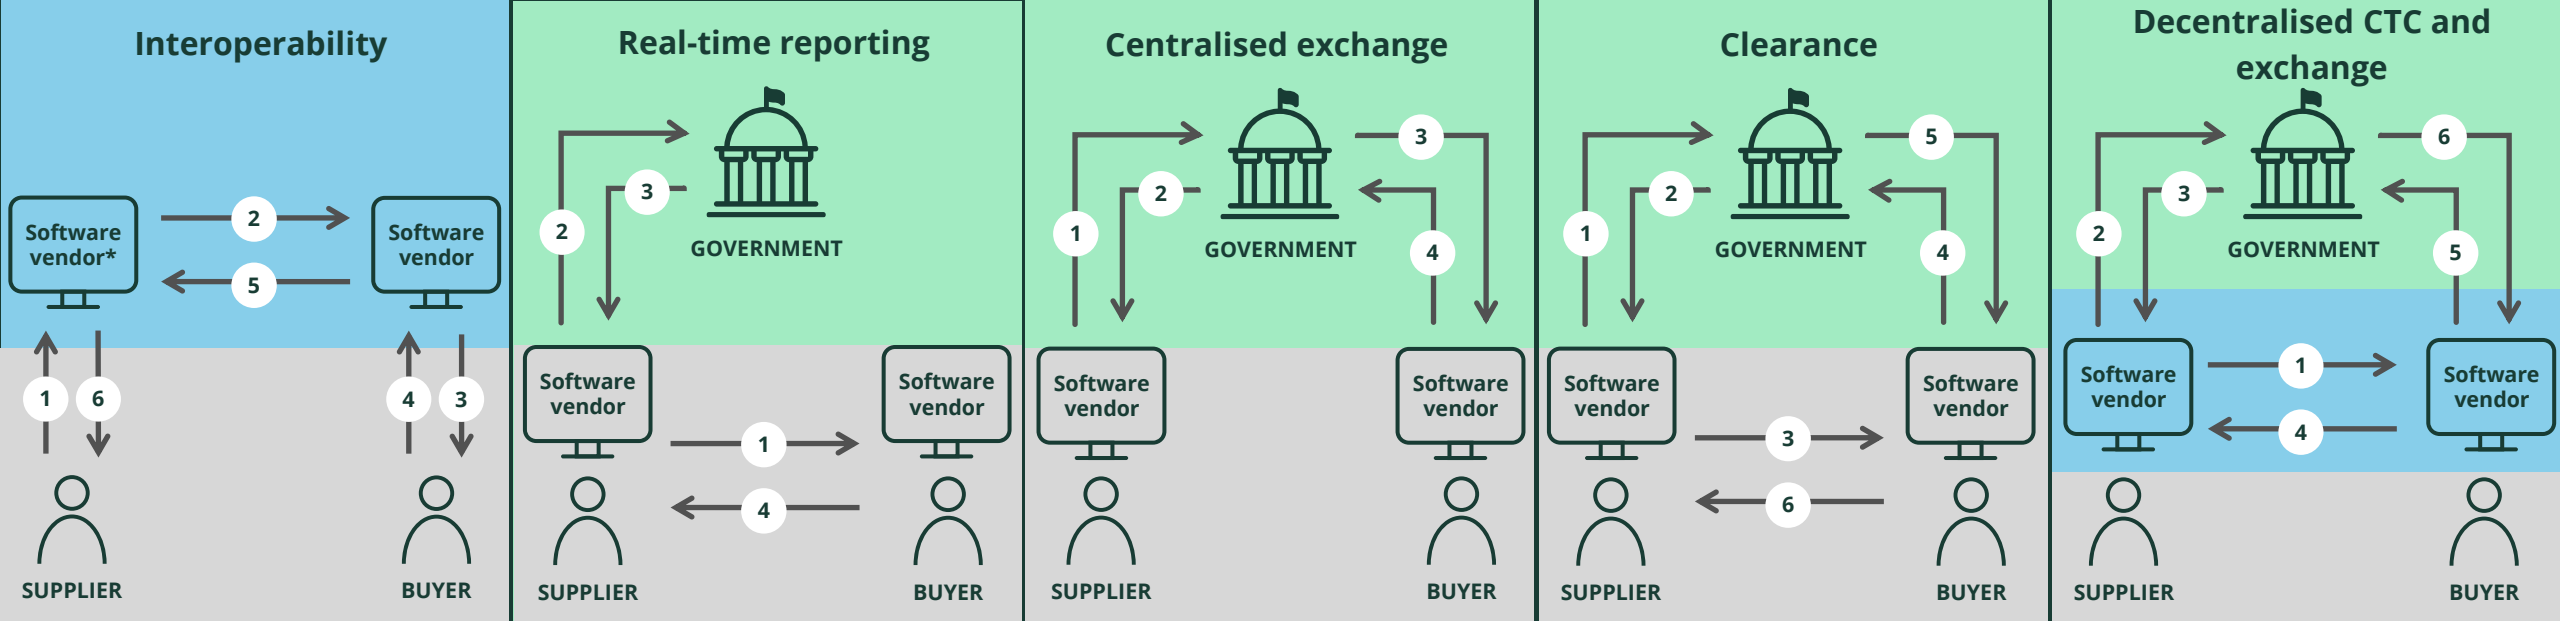 Interoperability
2
Software
vendor*
Software
vendor
5
1
6
4
3
SUPPLIER
BUYER
Real-time reporting
3
2
GOVERNMENT
Software
vendor
Software
vendor
1
4
SUPPLIER
BUYER
Centralised exchange
3
2
1
4
GOVERNMENT
Software
vendor
Software
vendor
SUPPLIER
BUYER
Clearance
5
2
1
4
GOVERNMENT
Software
vendor
Software
vendor
3
6
SUPPLIER
BUYER
Decentralised CTC and
exchange
6
3
2
5
GOVERNMENT
Software
vendor
Software
vendor
1
4
SUPPLIER
BUYER